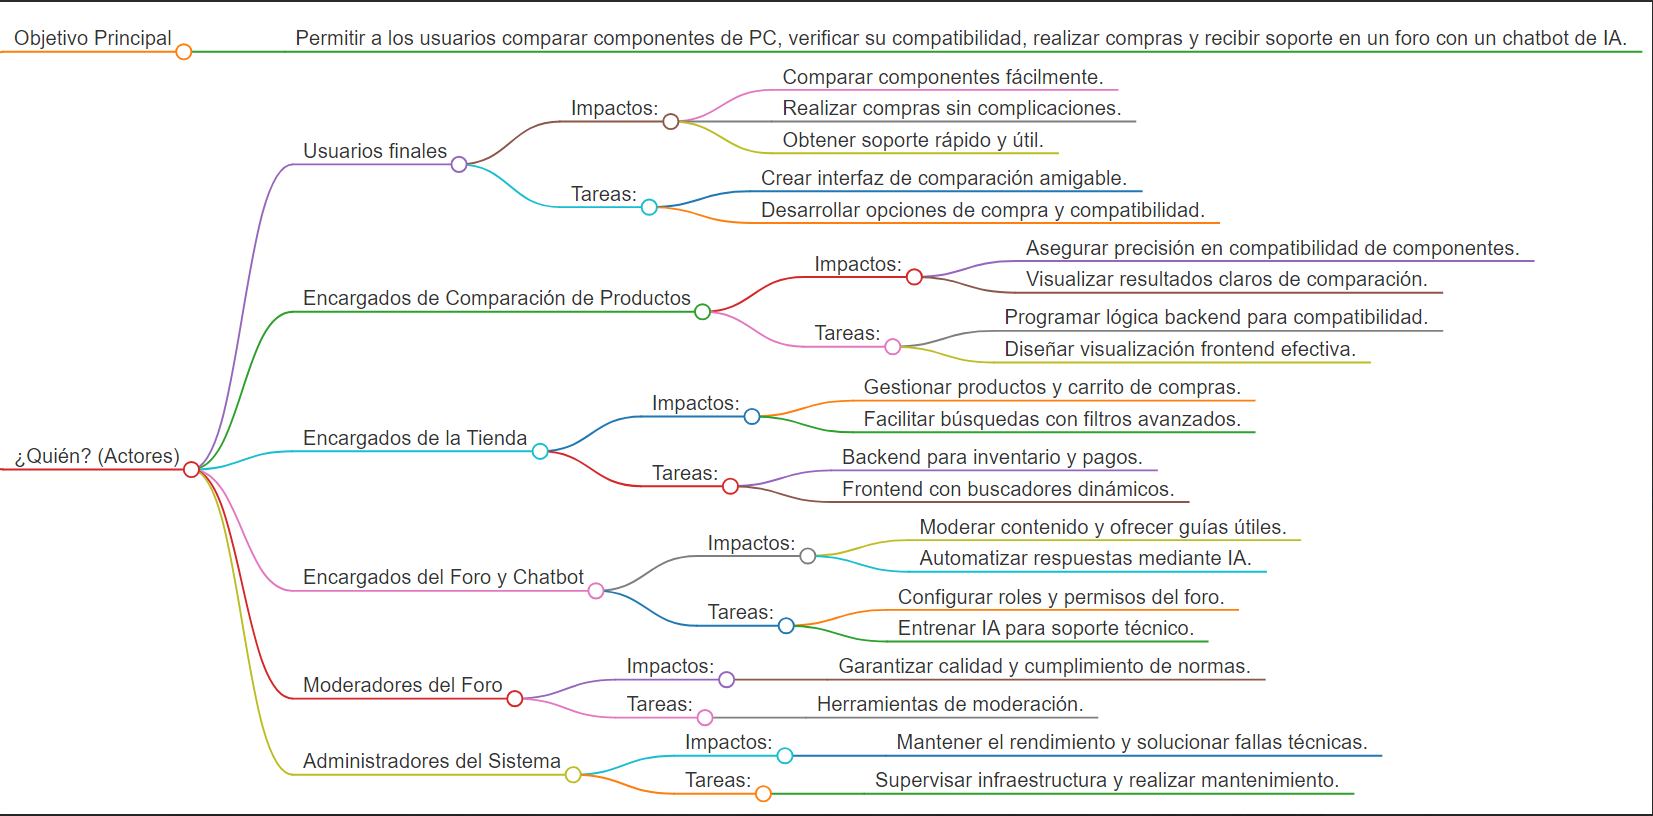 Objetivo Principal
Permitir a los usuarios comparar componentes de PC, verificar su compatibilidad, realizar compras y recibir soporte en un foro con un chatbot de IA.
¿Quién? (Actores)
Usuarios finales
Impactos:
Comparar componentes fácilmente.
Realizar compras sin complicaciones.
Obtener soporte rápido y útil.
Tareas:
Crear interfaz de comparación amigable.
Desarrollar opciones de compra y compatibilidad.
Encargados de Comparación de Productos
Impactos:
Asegurar precisión en compatibilidad de componentes.
Visualizar resultados claros de comparación.
Tareas:
Programar lógica backend para compatibilidad.
Diseñar visualización frontend efectiva.
Encargados de la Tienda
Impactos:
Gestionar productos y carrito de compras.
Facilitar búsquedas con filtros avanzados.
Tareas:
Backend para inventario y pagos.
Frontend con buscadores dinámicos.
Encargados del Foro y Chatbot
Impactos:
Moderar contenido y ofrecer guías útiles.
Automatizar respuestas mediante IA.
Tareas:
Configurar roles y permisos del foro.
Entrenar IA para soporte técnico.
Moderadores del Foro
Impactos:
Garantizar calidad y cumplimiento de normas.
Tareas:
Herramientas de moderación.
Administradores del Sistema
Impactos:
Mantener el rendimiento y solucionar fallas técnicas.
Tareas:
Supervisar infraestructura y realizar mantenimiento.